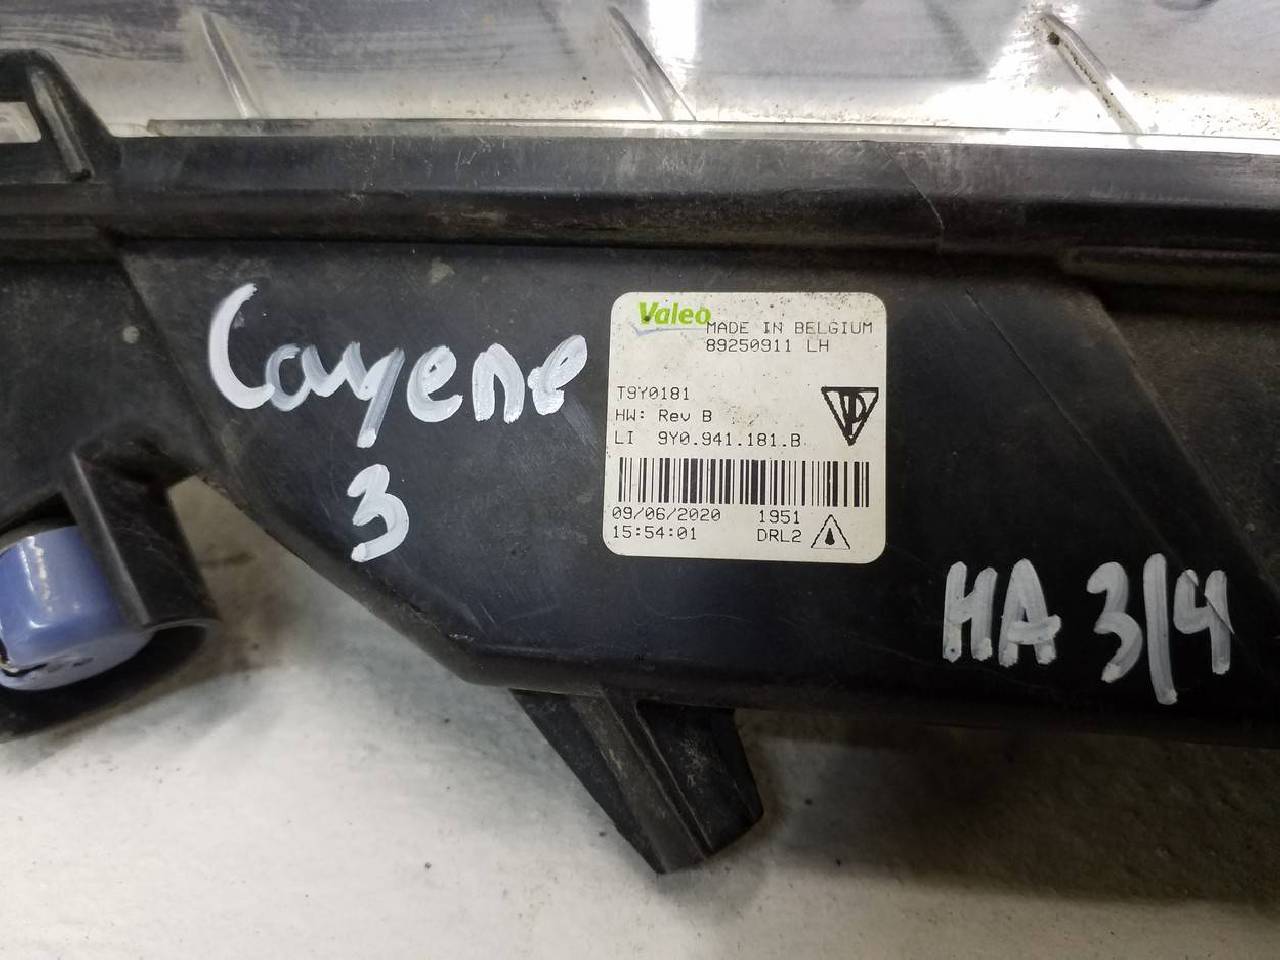 Cayene
3
Valeo
MADE IN BELGIUM
89250911 LH
T9Y0181
HW: Rev B
LI 9Y0.941.181.B
09/06/2020 1951
15:54:01 DRL2
НА 3/4